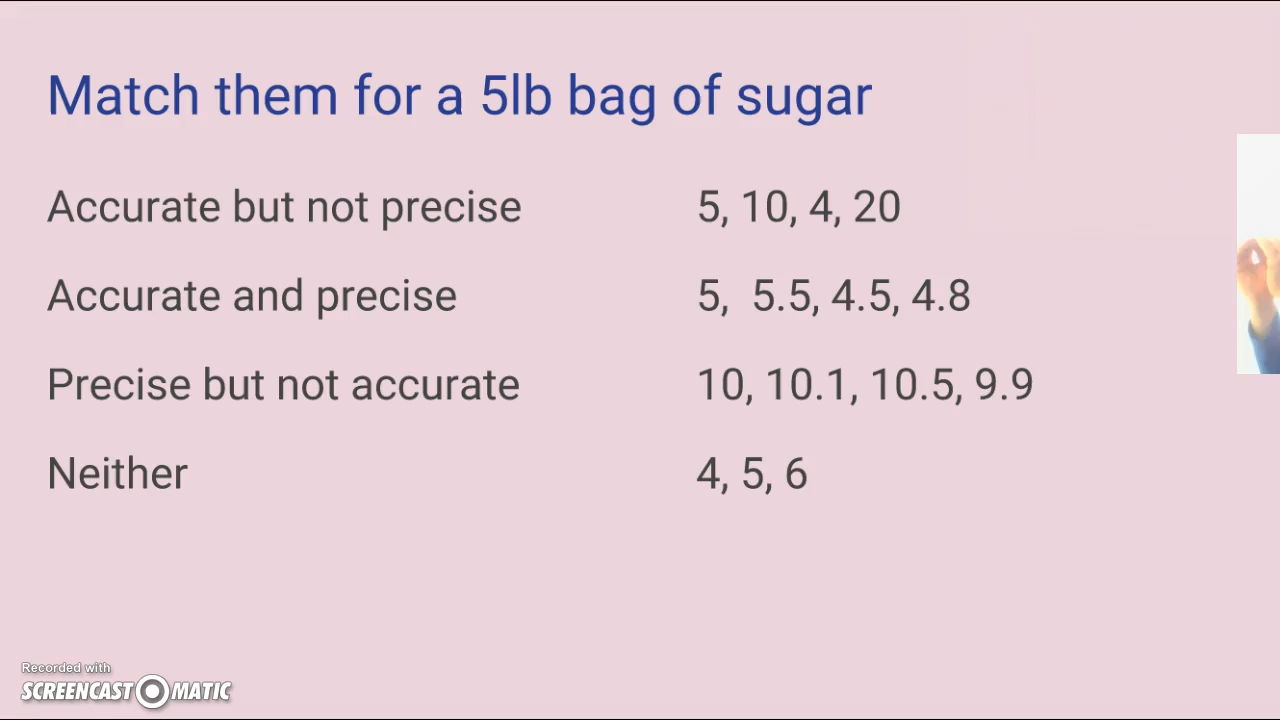 Match them for a 5lb bag of sugar
Accurate but not precise 5, 10, 4, 20
Accurate and precise 5, 5.5, 4.5, 4.8
Precise but not accurate 10, 10.1, 10.5, 9.9
Neither 4, 5, 6
Recorded with
SCREENCAST MATIC